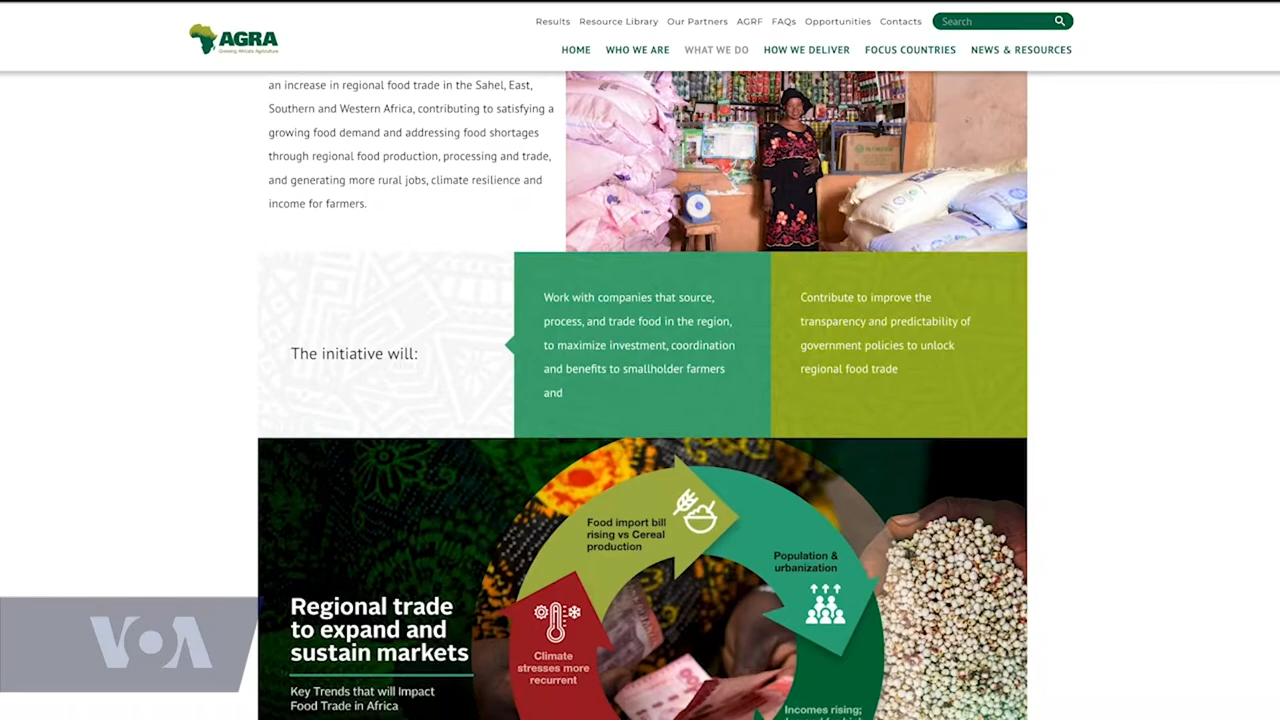 Results Resource Library Our Partners AGRF FAQs Opportunities Contacts Search
AGRA
Growing Africa's Agriculture
HOME WHO WE ARE WHAT WE DO HOW WE DELIVER FOCUS COUNTRIES NEWS & RESOURCES
an increase in regional food trade in the Sahel, East,
Southern and Western Africa, contributing to satisfying a
growing food demand and addressing food shortages
through regional food production, processing and trade,
and generating more rural jobs, climate resilience and
income for farmers.
The initiative will:
Work with companies that source,
process, and trade food in the region,
to maximize investment, coordination
and benefits to smallholder farmers
and
Contribute to improve the
transparency and predictability of
government policies to unlock
regional food trade
Regional trade
to expand and
sustain markets
Key Trends that will Impact
Food Trade in Africa
Food import bill
rising vs Cereal
production
Population &
urbanization
Climate
stresses more
recurrent
Incomes rising;
VOA